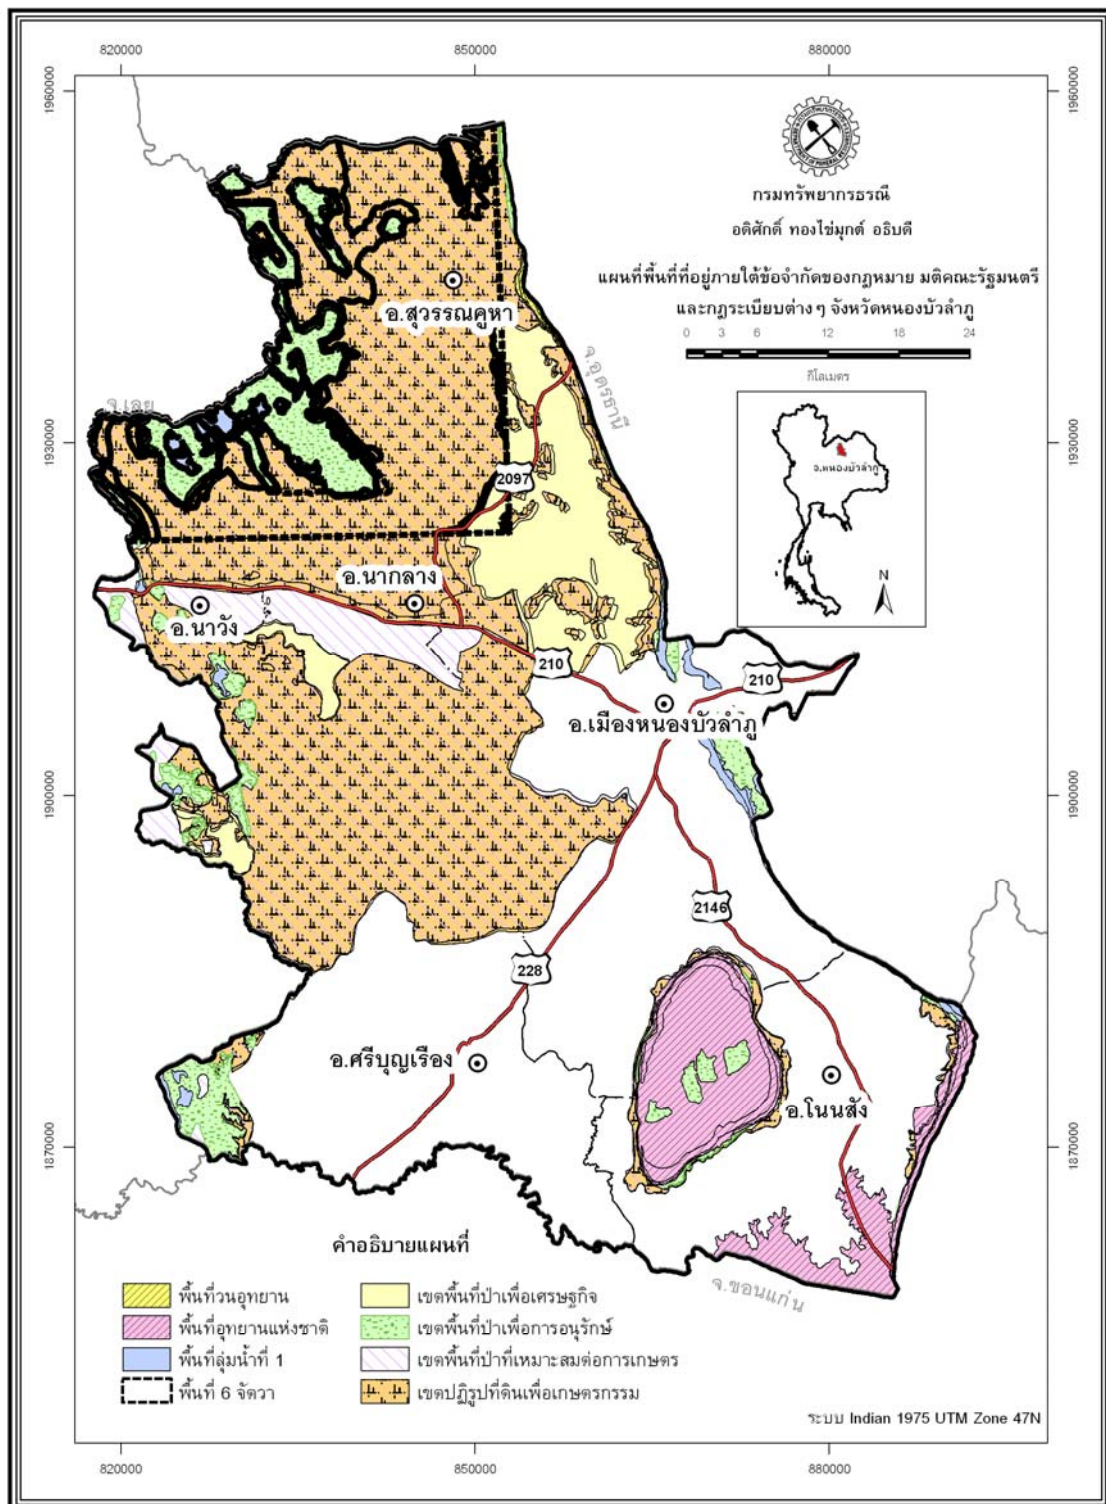 820000 850000 880000
1960000 1960000
กรมทรัพยากรธรณี
อดิศักดิ์ ทองไข่มุกต์ อธิบดี
แผนที่พื้นที่ที่อยู่ภายใต้ข้อจำกัดของกฎหมาย มติคณะรัฐมนตรี
และกฎระเบียบต่างๆ จังหวัดหนองบัวลำภู
0 3 6 12 18 24
กิโลเมตร
อ.สุวรรณคูหา
จ.อุดรธานี
จ.เลย
1930000 1930000
จ.หนองบัวลำภู
2097
N
อ.นากลาง
อ.นาวัง
210
210
อ.เมืองหนองบัวลำภู
1900000 1900000
2146
228
อ.ศรีบุญเรือง
อ.โนนสัง
1870000 1870000
จ.ขอนแก่น
คำอธิบายแผนที่
พื้นที่วนอุทยาน
พื้นที่อุทยานแห่งชาติ
พื้นที่ลุ่มน้ำที่ 1
พื้นที่ 6 จัตวา
เขตพื้นที่ป่าเพื่อเศรษฐกิจ
เขตพื้นที่ป่าเพื่อการอนุรักษ์
เขตพื้นที่ป่าที่เหมาะสมต่อการเกษตร
เขตปฏิรูปที่ดินเพื่อเกษตรกรรม
ระบบ Indian 1975 UTM Zone 47N
820000 850000 880000